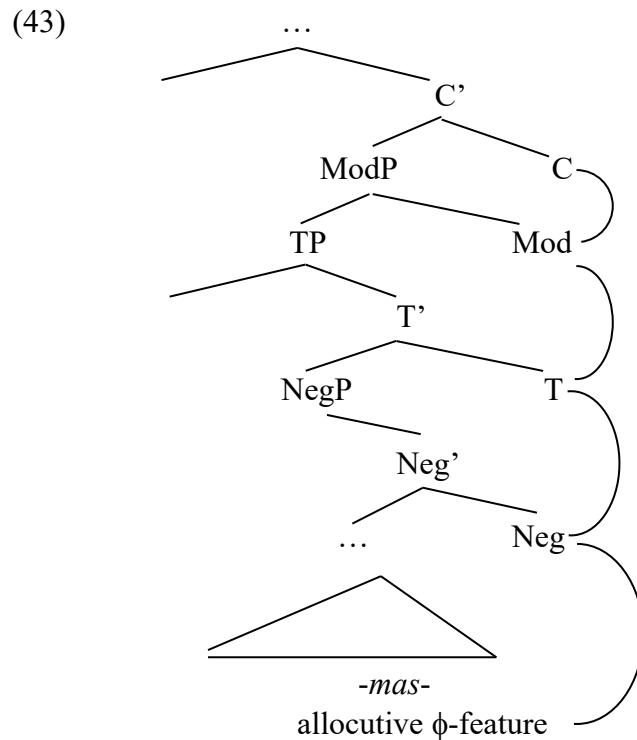 (43)
…
C’
ModP C
TP Mod
T’
NegP T
Neg’
… Neg
-mas-
allocutive ϕ-feature